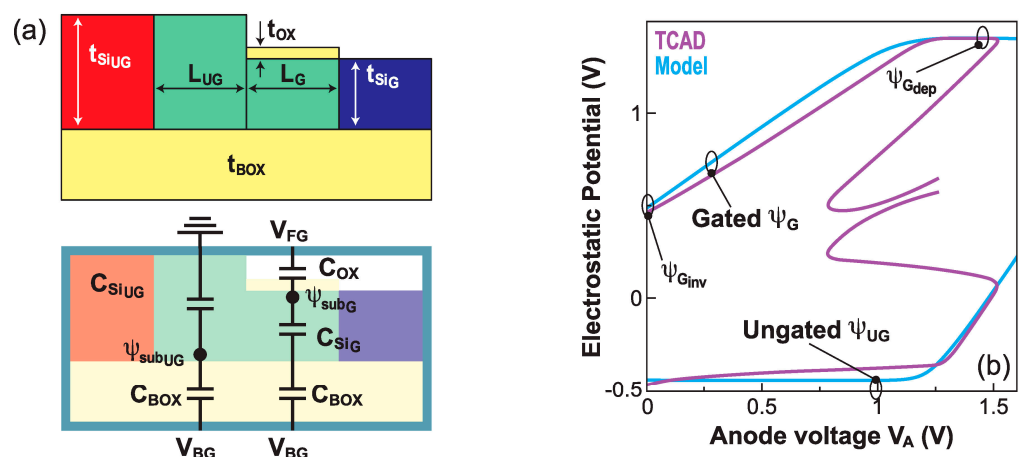 (a)
tOX
tSiUG
LUG
LG
tSiG
tBOX
VFG
COX
CSiUG
ψsubG
CSiG
ψsubUG
CBOX
CBOX
VBG
VBG
Electrostatic Potential (V)
TCAD
Model
ψGdep
1
Gated ψG
ψGinv
0
Ungated ψUG
(b)
-0.5
0
0.5
1
1.5
Anode voltage VA (V)